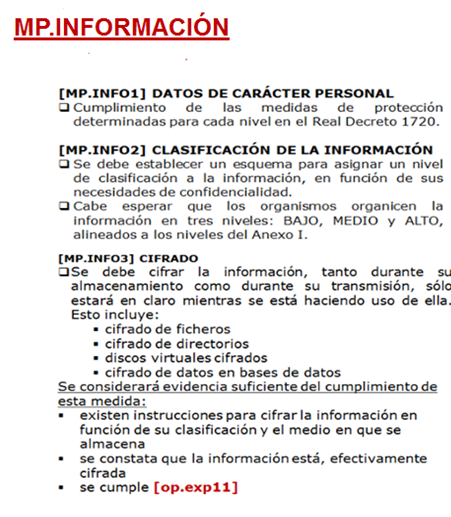 MP.INFORMACIÓN
[MP.INFO1] DATOS DE CARÁCTER PERSONAL
❑ Cumplimiento de las medidas de protección
determinadas para cada nivel en el Real Decreto 1720.
[MP.INFO2] CLASIFICACIÓN DE LA INFORMACIÓN
❑ Se debe establecer un esquema para asignar un nivel
de clasificación a la información, en función de sus
necesidades de confidencialidad.
❑ Cabe esperar que los organismos organicen la
información en tres niveles: BAJO, MEDIO y ALTO,
alineados a los niveles del Anexo I.
[MP.INFO3] CIFRADO
❑ Se debe cifrar la información, tanto durante su
almacenamiento como durante su transmisión, sólo
estará en claro mientras se está haciendo uso de ella.
Esto incluye:
▪ cifrado de ficheros
▪ cifrado de directorios
▪ discos virtuales cifrados
▪ cifrado de datos en bases de datos
Se considerará evidencia suficiente del cumplimiento de
esta medida:
▪ existen instrucciones para cifrar la información en
función de su clasificación y el medio en que se
almacena
▪ se constata que la información está, efectivamente
cifrada
▪ se cumple [op.exp11]